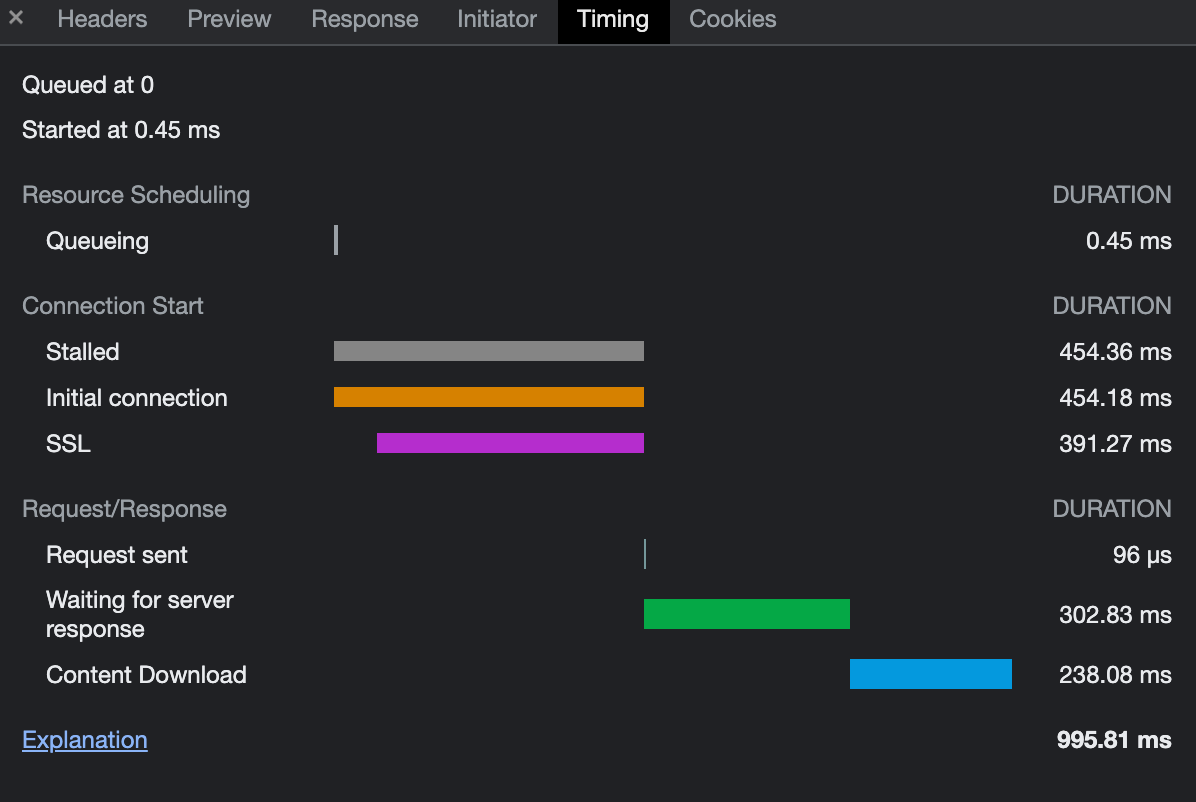 × Headers Preview Response Initiator Timing Cookies
Queued at 0
Started at 0.45 ms
Resource Scheduling DURATION
Queueing 0.45 ms
Connection Start DURATION
Stalled 454.36 ms
Initial connection 454.18 ms
SSL 391.27 ms
Request/Response DURATION
Request sent 96 µs
Waiting for server
response 302.83 ms
Content Download 238.08 ms
Explanation 995.81 ms